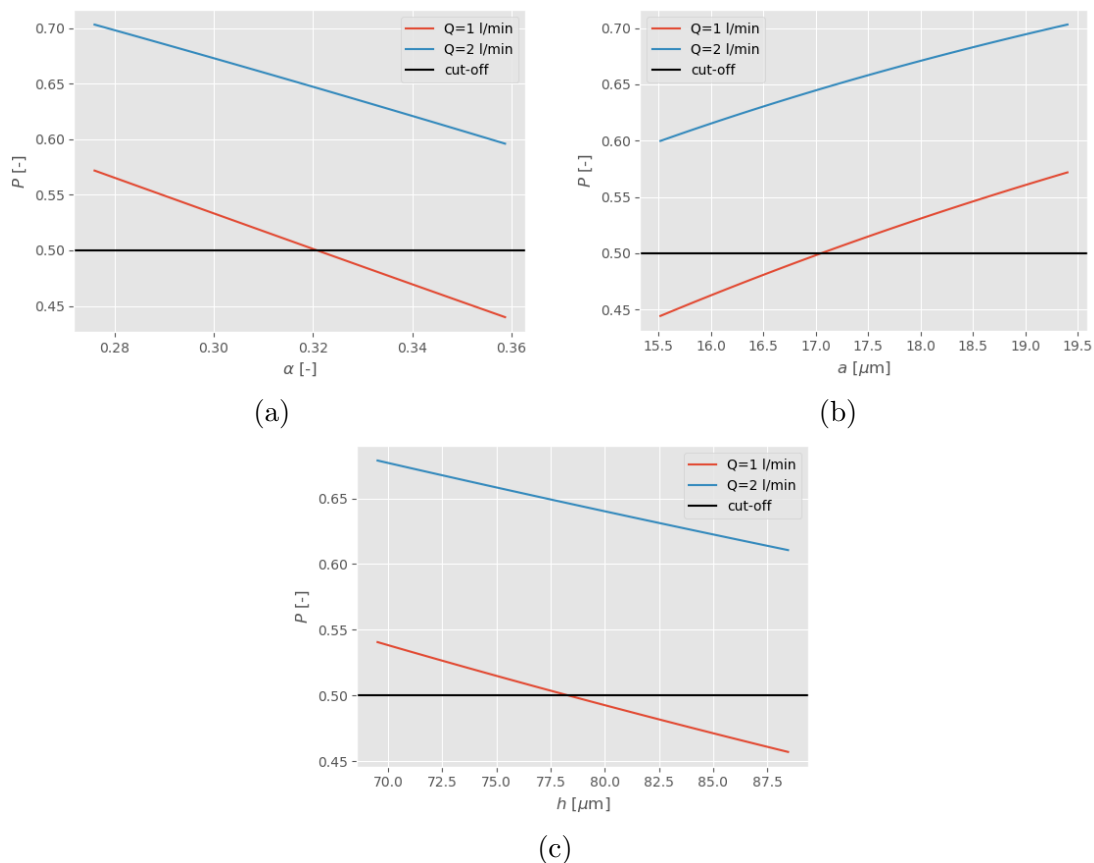 0.70
0.65
0.60
0.55
0.50
0.45
P [-]
0.28 0.30 0.32 0.34 0.36
α [-]
Q=1 l/min
Q=2 l/min
cut-off
(a)
0.70
0.65
0.60
0.55
0.50
0.45
P [-]
15.5 16.0 16.5 17.0 17.5 18.0 18.5 19.0 19.5
a [μm]
Q=1 l/min
Q=2 l/min
cut-off
(b)
0.65
0.60
0.55
0.50
0.45
P [-]
70.0 72.5 75.0 77.5 80.0 82.5 85.0 87.5
h [μm]
Q=1 l/min
Q=2 l/min
cut-off
(c)